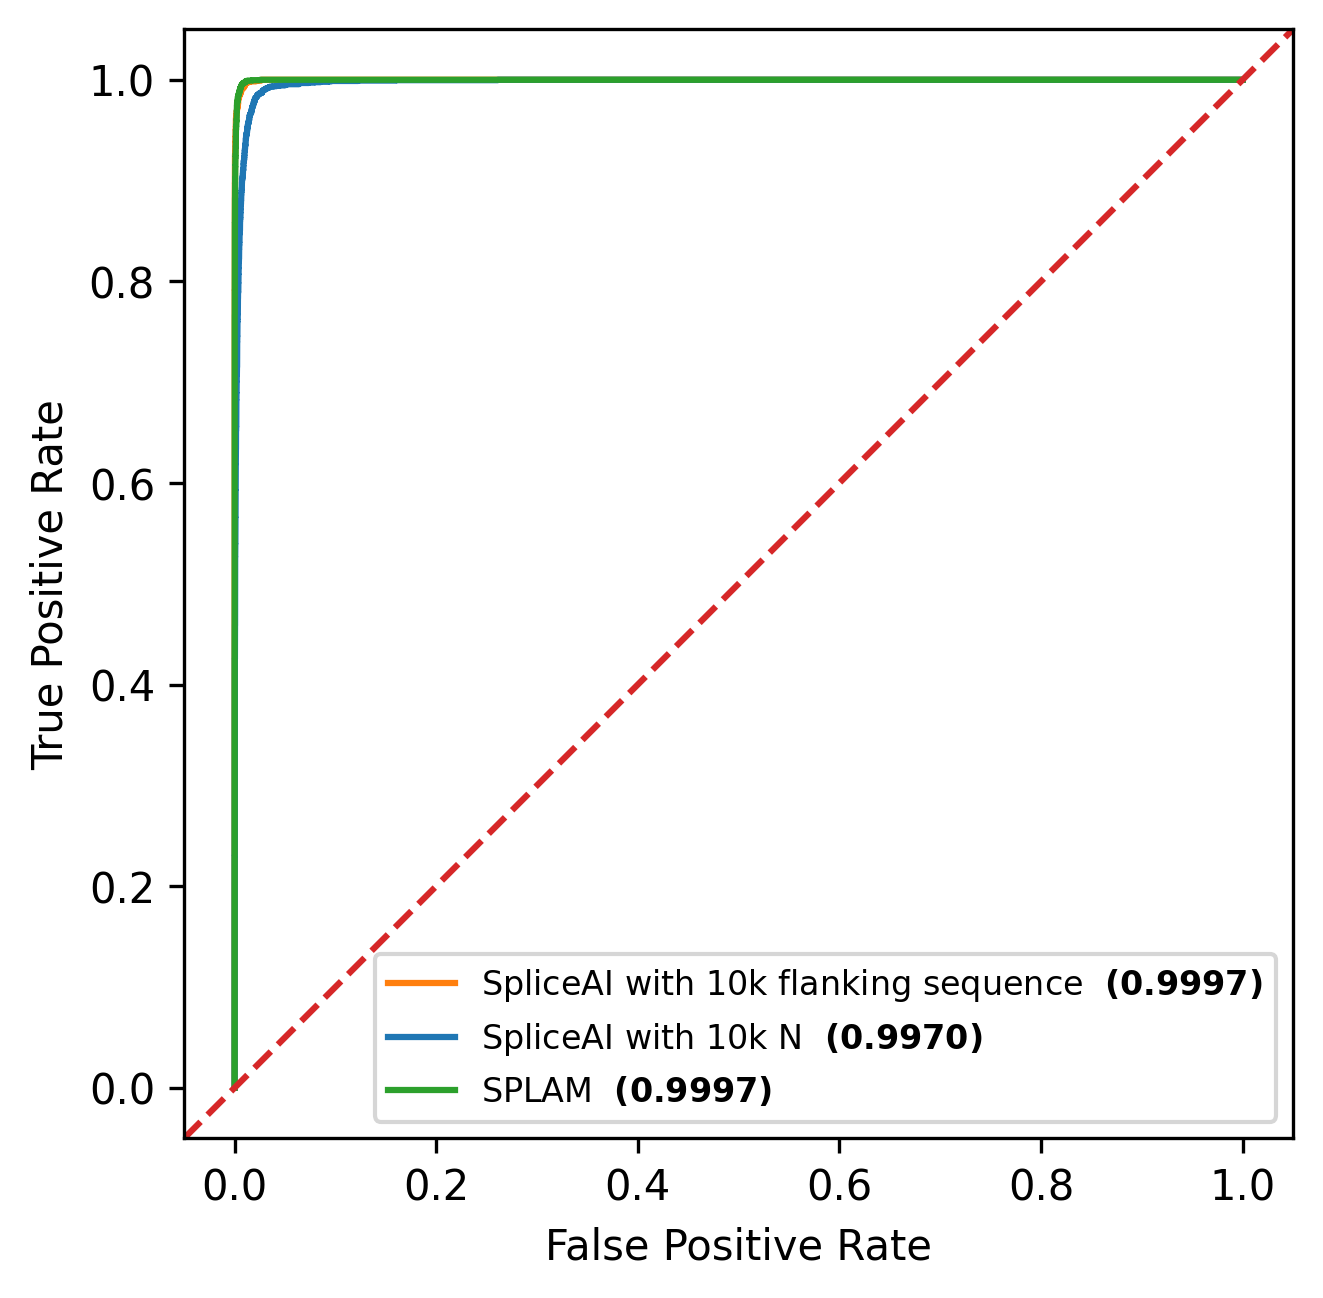 1.0
0.8
0.6
0.4
0.2
0.0
True Positive Rate
SpliceAI with 10k flanking sequence (0.9997)
SpliceAI with 10k N (0.9970)
SPLAM (0.9997)
0.0 0.2 0.4 0.6 0.8 1.0
False Positive Rate